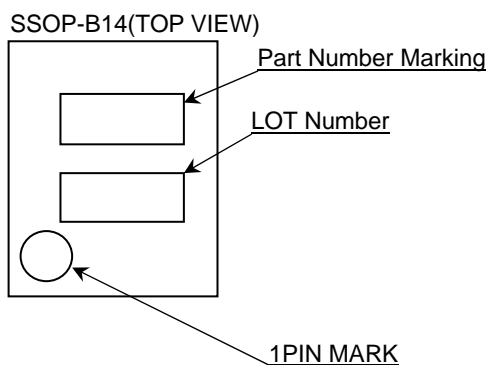 SSOP-B14(TOP VIEW)
Part Number Marking
LOT Number
1PIN MARK